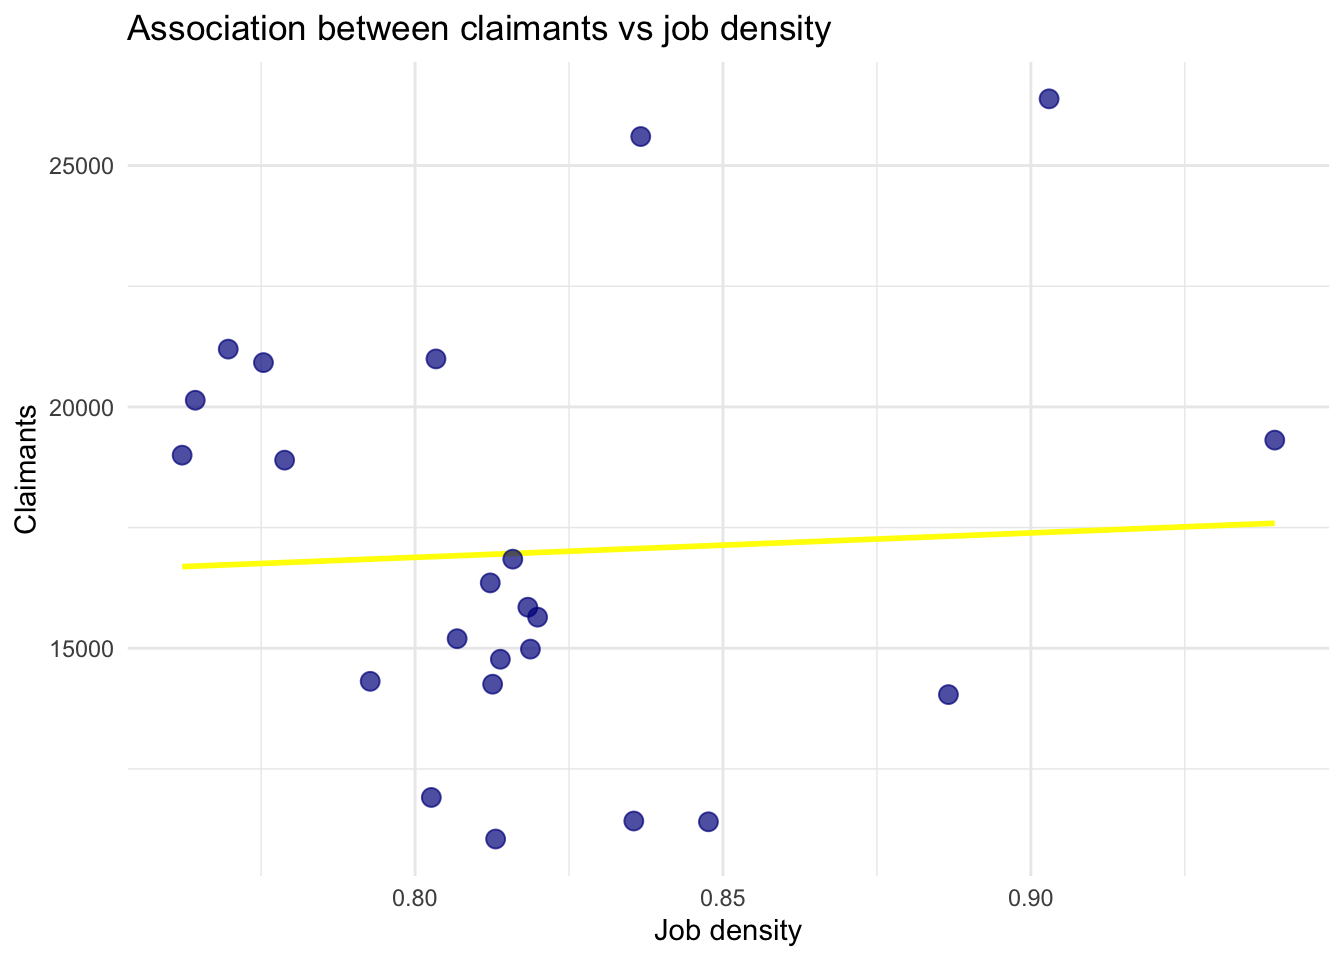 Association between claimants vs job density
25000
20000
15000
Claimants
0.80 0.85 0.90
Job density